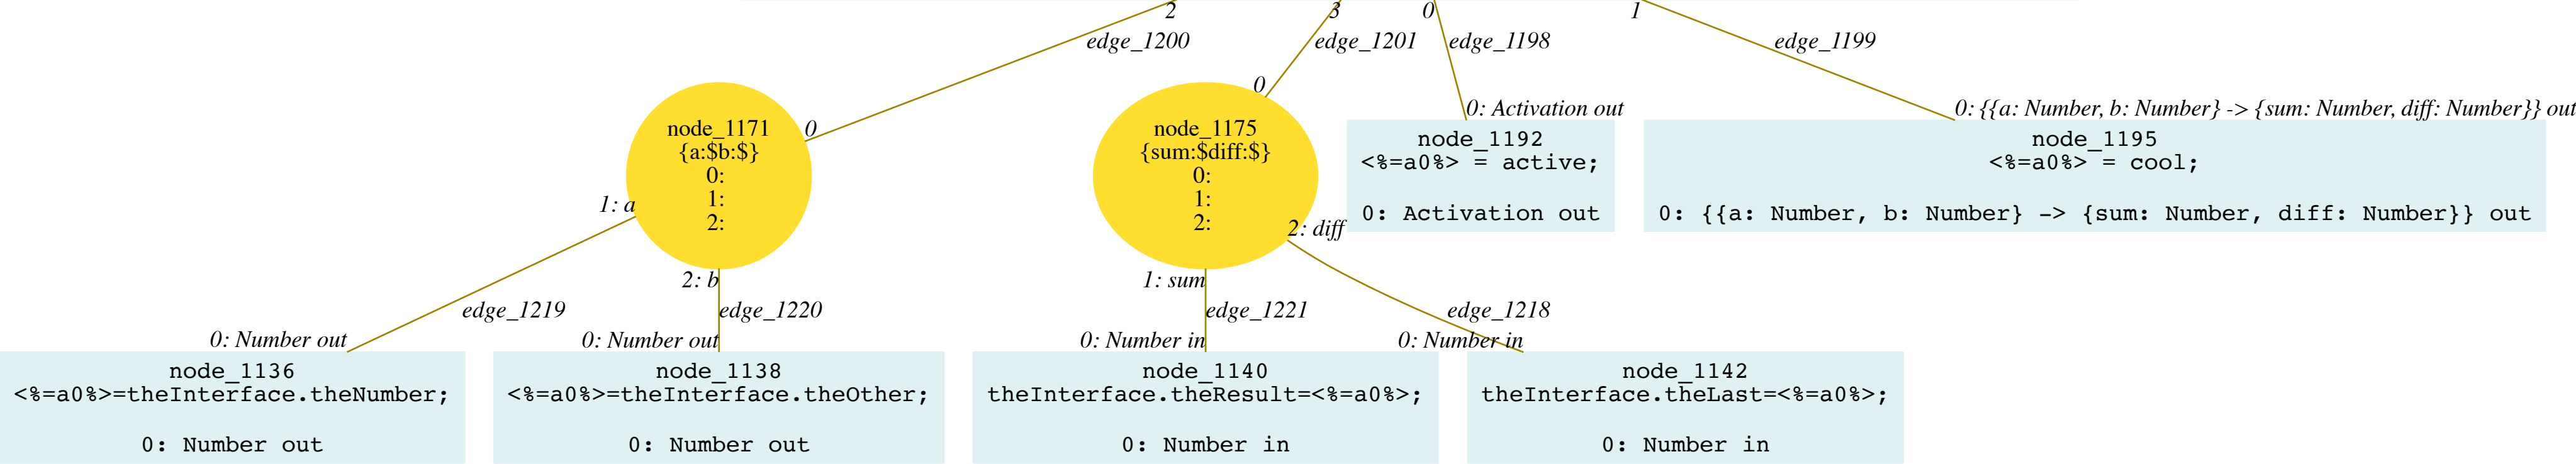 2
3
0
1
edge_1200
edge_1201
edge_1198
edge_1199
0
0
0: Activation out
0: {{a: Number, b: Number} -> {sum: Number, diff: Number}} out
node_1171
{a:$b:$}
0:
1:
2:
node_1175
{sum:$diff:$}
0:
1:
2:
node_1192
<%=a0%> = active;
0: Activation out
node_1195
<%=a0%> = cool;
0: {{a: Number, b: Number} -> {sum: Number, diff: Number}} out
1: a
2: b
1: sum
2: diff
edge_1219
edge_1220
edge_1221
edge_1218
0: Number out
0: Number out
0: Number in
0: Number in
node_1136
<%=a0%>=theInterface.theNumber;
0: Number out
node_1138
<%=a0%>=theInterface.theOther;
0: Number out
node_1140
theInterface.theResult=<%=a0%>;
0: Number in
node_1142
theInterface.theLast=<%=a0%>;
0: Number in